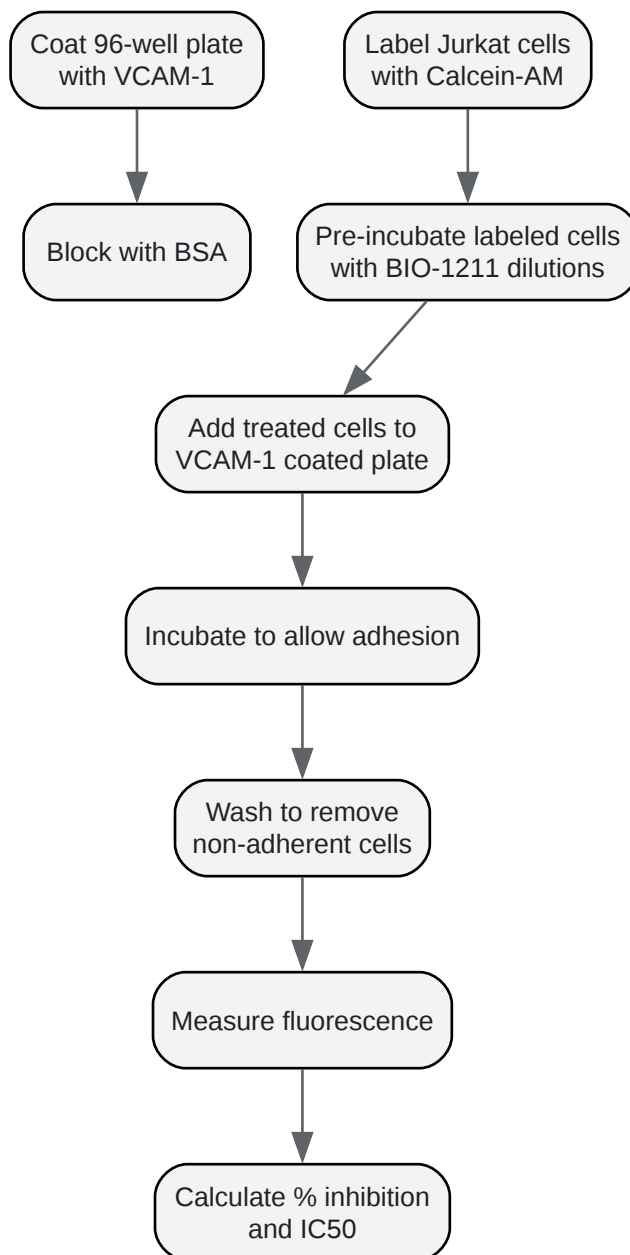 Coat 96-well plate
with VCAM-1
Label Jurkat cells
with Calcein-AM
Block with BSA
Pre-incubate labeled cells
with BIO-1211 dilutions
Add treated cells to
VCAM-1 coated plate
Incubate to allow adhesion
Wash to remove
non-adherent cells
Measure fluorescence
Calculate % inhibition
and IC50